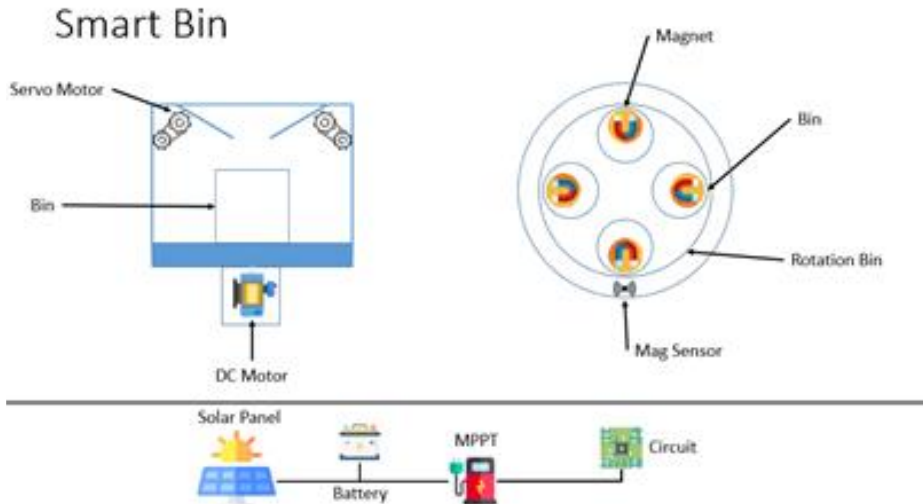 Smart Bin
Servo Motor
Bin
DC Motor
Magnet
Bin
Rotation Bin
Mag Sensor
Solar Panel
Battery
MPPT
Circuit